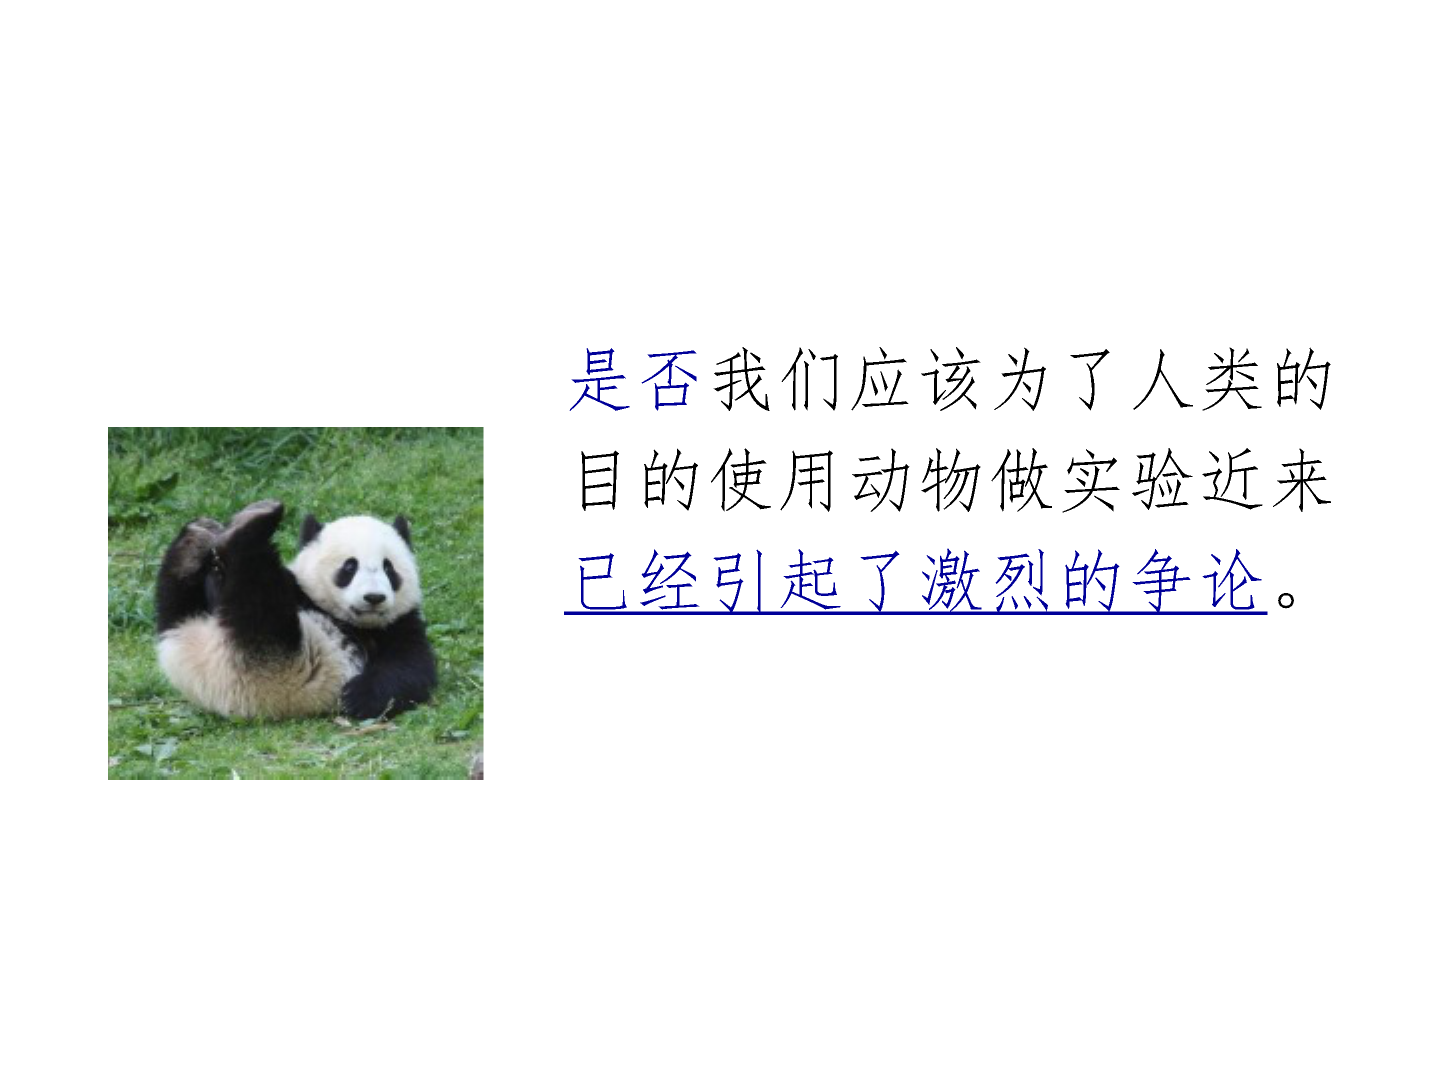 是否我们应该为了人类的
目的使用动物做实验近来
已经引起了激烈的争论。